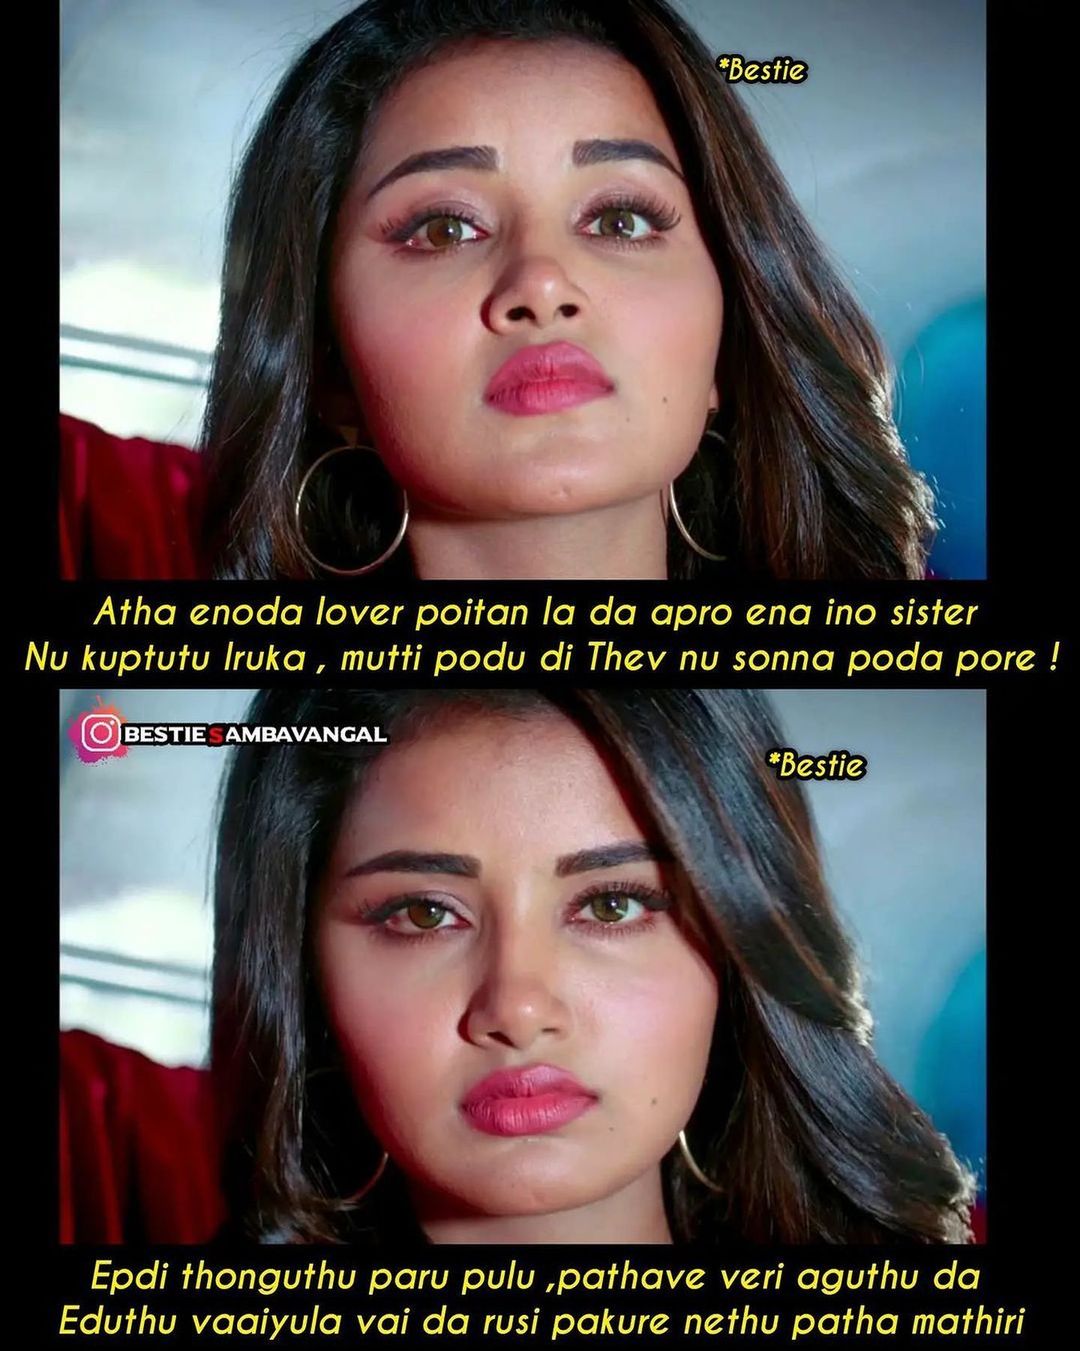 *Bestie
Atha enoda lover poitan la da apro ena ino sister
Nu kuptutu Iruka , mutti podu di Thev nu sonna poda pore !
BESTIE SAMBAVANGAL
*Bestie
Epdi thonguthu paru pulu ,pathave veri aguthu da
Eduthu vaaiyula vai da rusi pakure nethu patha mathiri